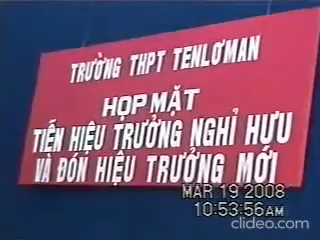 TRƯỜNG THPT TENLƠMAN
HỌP MẶT
TIỄN HIỆU TRƯỞNG NGHỈ HƯU
VÀ ĐÓN HIỆU TRƯỞNG MỚI
MAR 19 2008
10:53:56AM
clideo.com